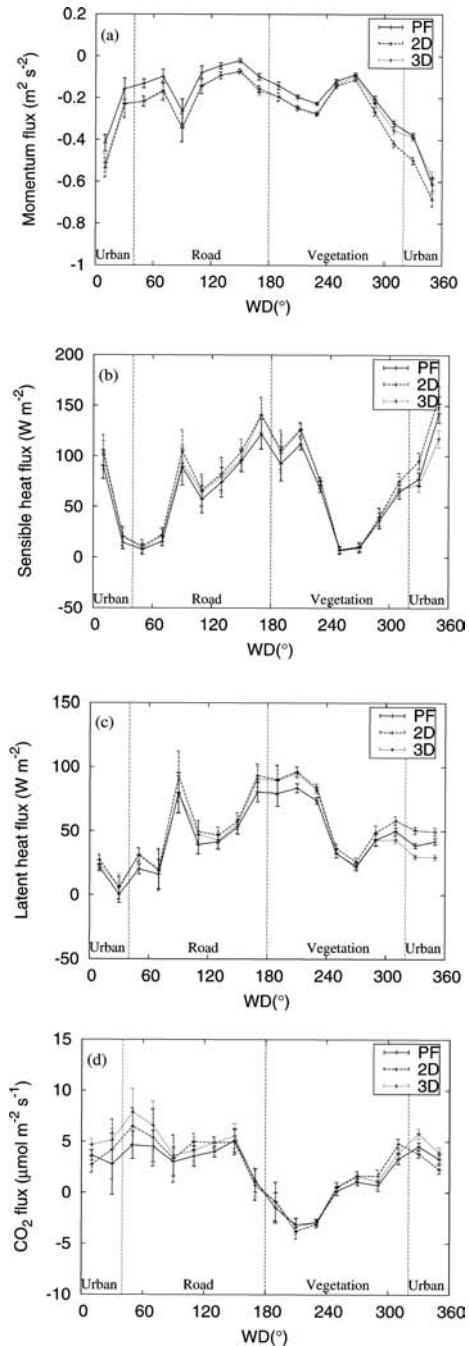 (a)
PF
2D
3D
Momentum flux (m² s⁻²)
0.2
0
-0.2
-0.4
-0.6
-0.8
-1
Urban Road Vegetation Urban
0 60 120 180 240 300 360
WD(°)
(b)
PF
2D
3D
Sensible heat flux (W m⁻²)
200
150
100
50
0
-50
Urban Road Vegetation Urban
0 60 120 180 240 300 360
WD(°)
(c)
PF
2D
3D
Latent heat flux (W m⁻²)
150
100
50
0
-50
Urban Road Vegetation Urban
0 60 120 180 240 300 360
WD(°)
(d)
PF
2D
3D
CO₂ flux (μmol m⁻² s⁻¹)
15
10
5
0
-5
-10
Urban Road Vegetation Urban
0 60 120 180 240 300 360
WD(°)